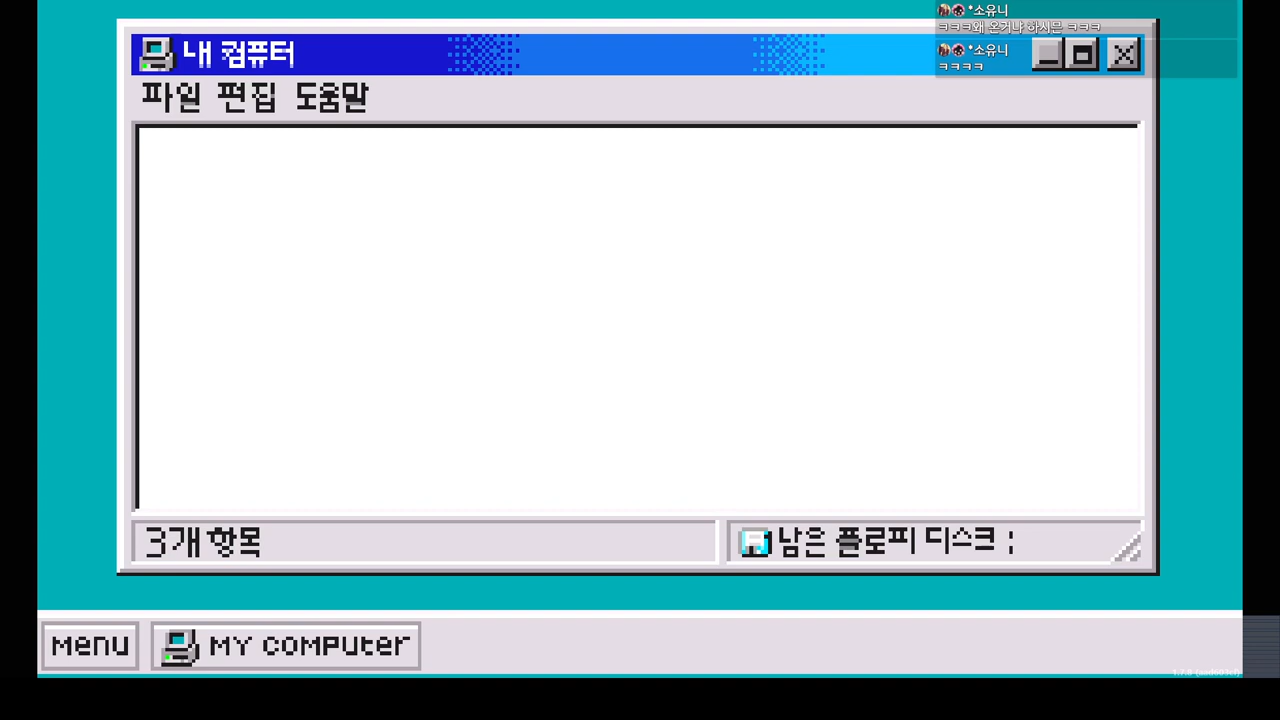 *소유니
ㅋㅋㅋ왜 온거냐 하시믄 ㅋㅋㅋ
*소유니
ㅋㅋㅋㅋ
내 컴퓨터
파일 편집 도움말
3개 항목
남은 플로피 디스크 :
Menu
MY COMPUter